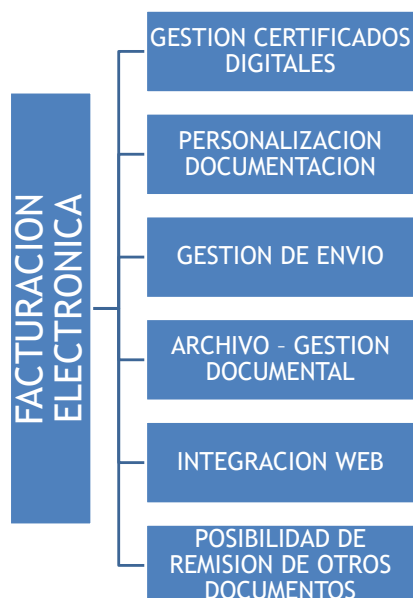 FACTURACION
ELECTRONICA
GESTION CERTIFICADOS
DIGITALES
PERSONALIZACION
DOCUMENTACION
GESTION DE ENVIO
ARCHIVO – GESTION
DOCUMENTAL
INTEGRACION WEB
POSIBILIDAD DE
REMISION DE OTROS
DOCUMENTOS